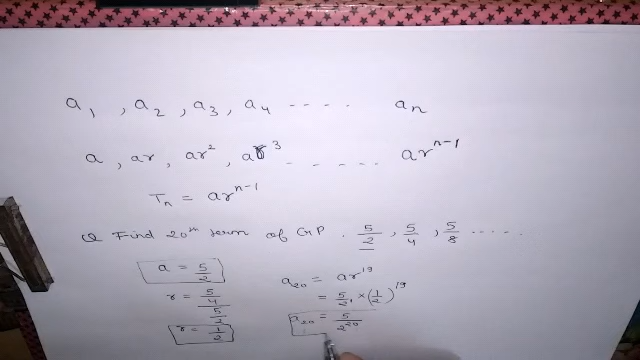 a₁ , a₂ , a₃ , a₄ ---- aₙ
a , ar , ar² , ar³ ------ arⁿ⁻¹
Tₙ = arⁿ⁻¹
Q Find 20th term of GP . 5/2 , 5/4 , 5/8 ......
a = 5/2
r = 5/4 / 5/2
r = 1/2
a₂₀ = ar¹⁹
= 5/2 × (1/2)¹⁹
a₂₀ = 5/2²⁰